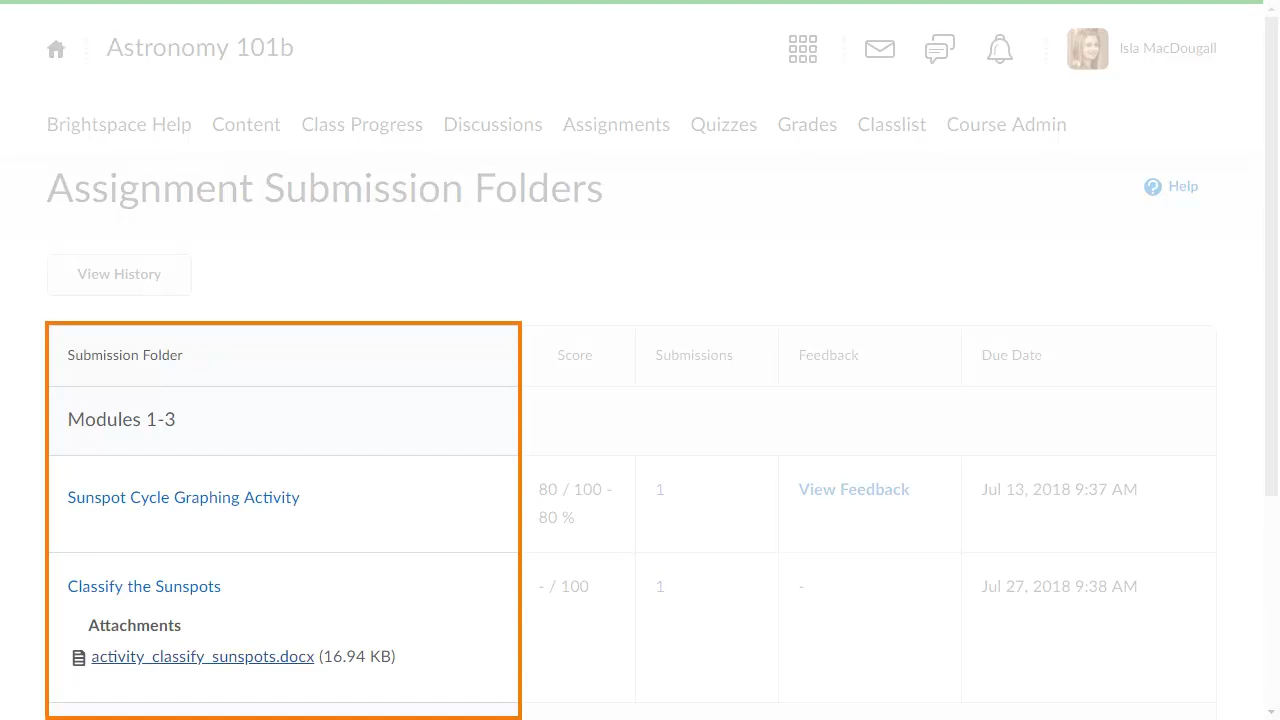 Astronomy 101b
Isla MacDougall
Brightspace Help Content Class Progress Discussions Assignments Quizzes Grades Classlist Course Admin
Assignment Submission Folders
Help
View History
Submission Folder Score Submissions Feedback Due Date
Modules 1-3
Sunspot Cycle Graphing Activity 80 / 100 - 1 View Feedback Jul 13, 2018 9:37 AM
80 %
Classify the Sunspots - / 100 1 - Jul 27, 2018 9:38 AM
Attachments
activity_classify_sunspots.docx (16.94 KB)